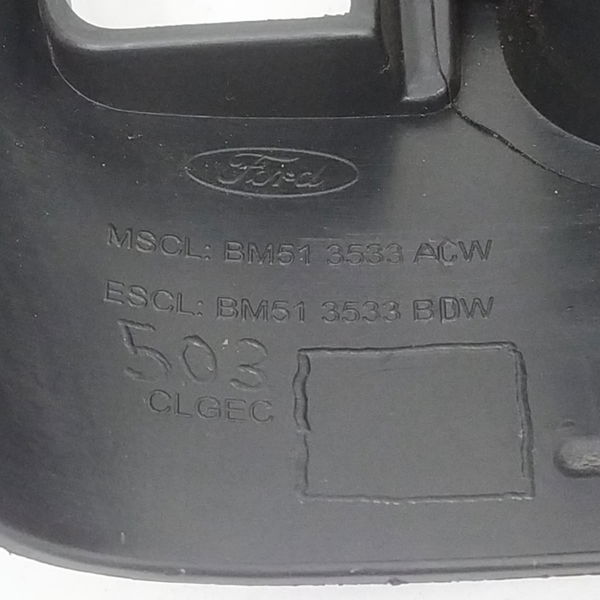 Ford
MSCL: BM51 3533 ACW
ESCL: BM51 3533 BDW
503
CLGEC